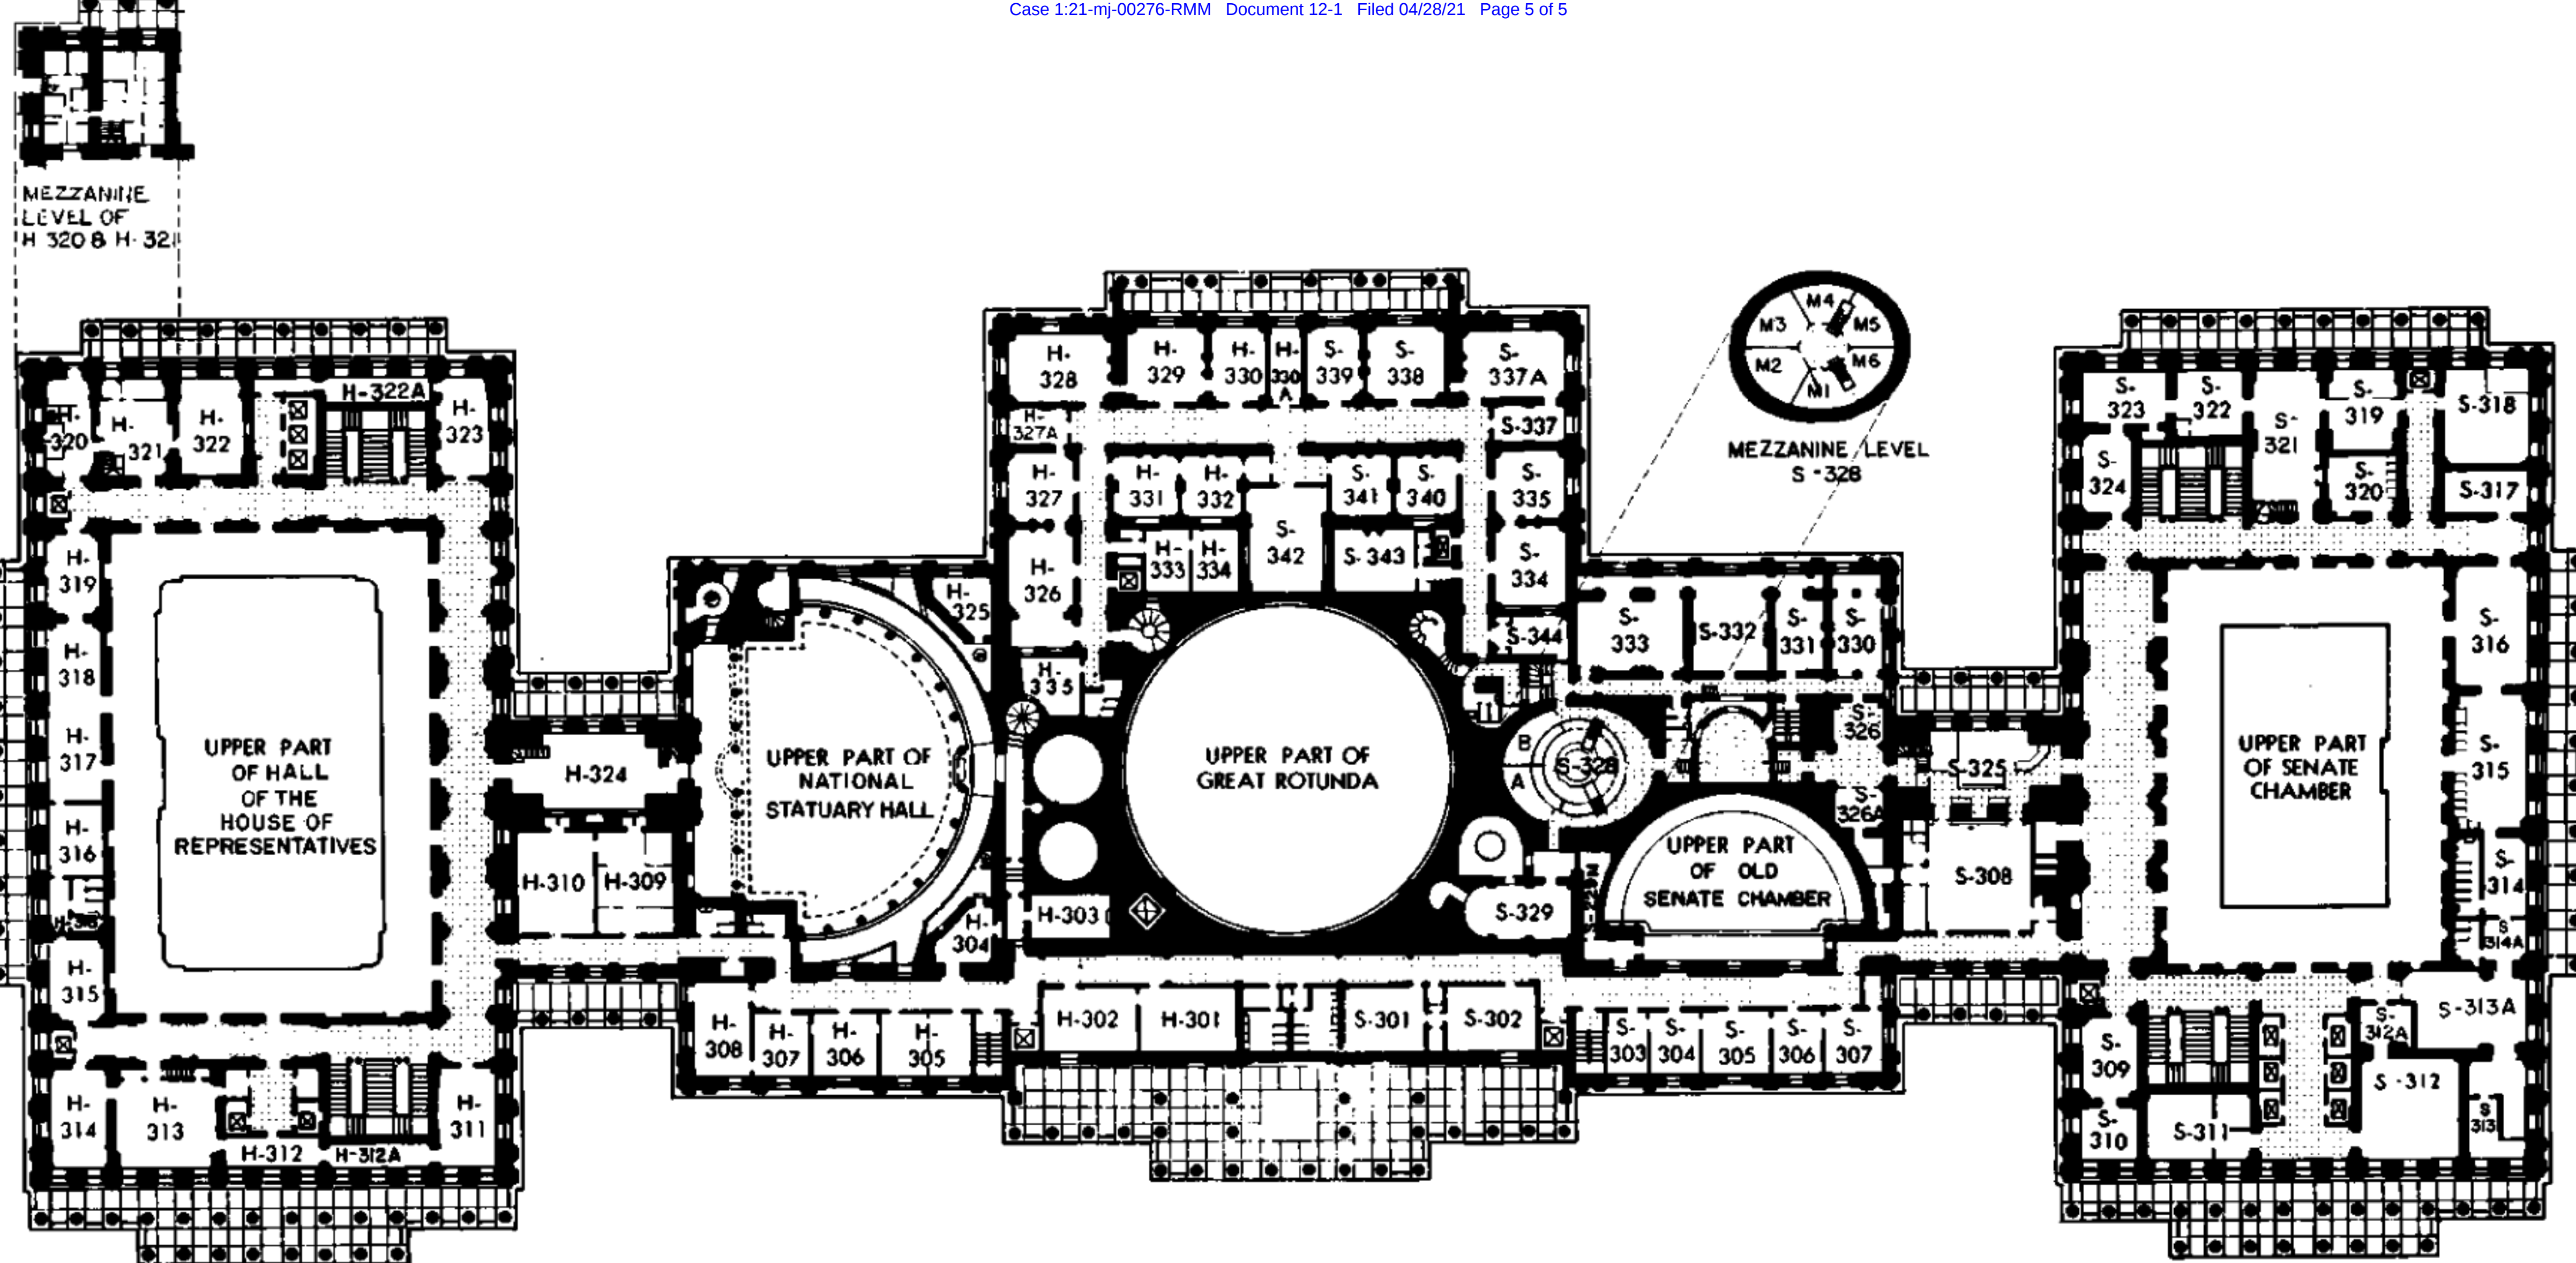 Case 1:21-mj-00276-RMM Document 12-1 Filed 04/28/21 Page 5 of 5
MEZZANINE
LEVEL OF
H 320 & H-321
H-
320
H-
321
H-
322
H-322A
H-
323
H-
319
H-
318
H-
317
H-
316
H-
315
H-
314
H-
313
H-312
H-312A
H-
311
UPPER PART
OF HALL
OF THE
HOUSE OF
REPRESENTATIVES
H-324
H-310
H-309
UPPER PART OF
NATIONAL
STATUARY HALL
H-
325
H-
304
H-
308
H-
307
H-
306
H-
305
H-
328
H-
329
H-
330
H-
330
A
S-
339
S-
338
S-
337A
H-
327A
S-337
H-
327
H-
331
H-
332
S-
341
S-
340
S-
335
H-
326
H-
333
H-
334
S-
342
S-343
S-
334
H-
335
S-344
UPPER PART OF
GREAT ROTUNDA
H-303
H-302
H-301
S-301
S-302
M4
M3
M5
M2
M6
M1
MEZZANINE LEVEL
S-328
S-
333
S-332
S-
331
S-
330
B
A
S-328
S-
326
S-
326A
S-329
UPPER PART
OF OLD
SENATE CHAMBER
S-
303
S-
304
S-
305
S-
306
S-
307
S-325
S-308
S-
323
S-
322
S-
321
S-
319
S-318
S-
324
S-
320
S-317
S-
316
S-
315
S-
314
S
314A
UPPER PART
OF SENATE
CHAMBER
S-313A
S-
312A
S-
309
S-312
S-
310
S-311
S
313